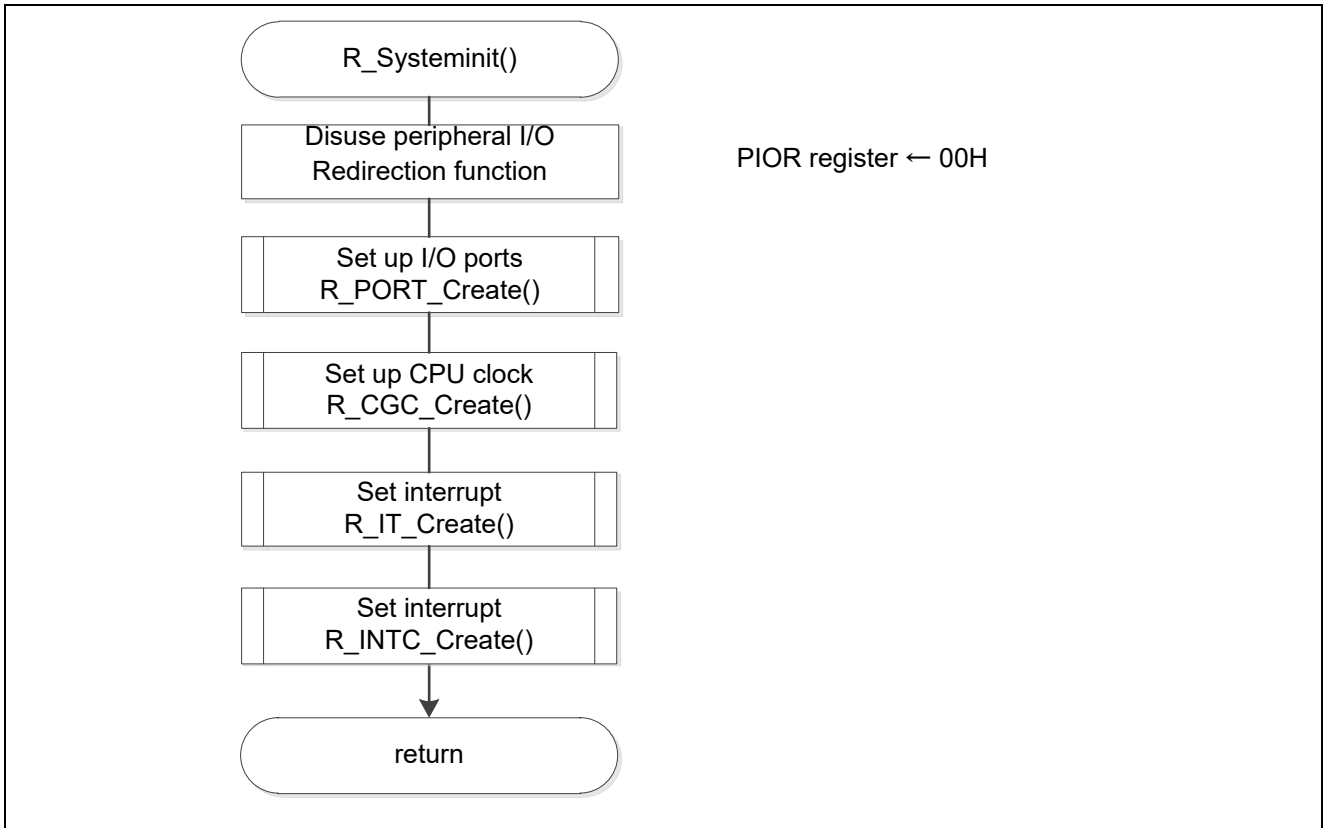 R_Systeminit()
Disuse peripheral I/O
Redirection function
PIOR register ← 00H
Set up I/O ports
R_PORT_Create()
Set up CPU clock
R_CGC_Create()
Set interrupt
R_IT_Create()
Set interrupt
R_INTC_Create()
return